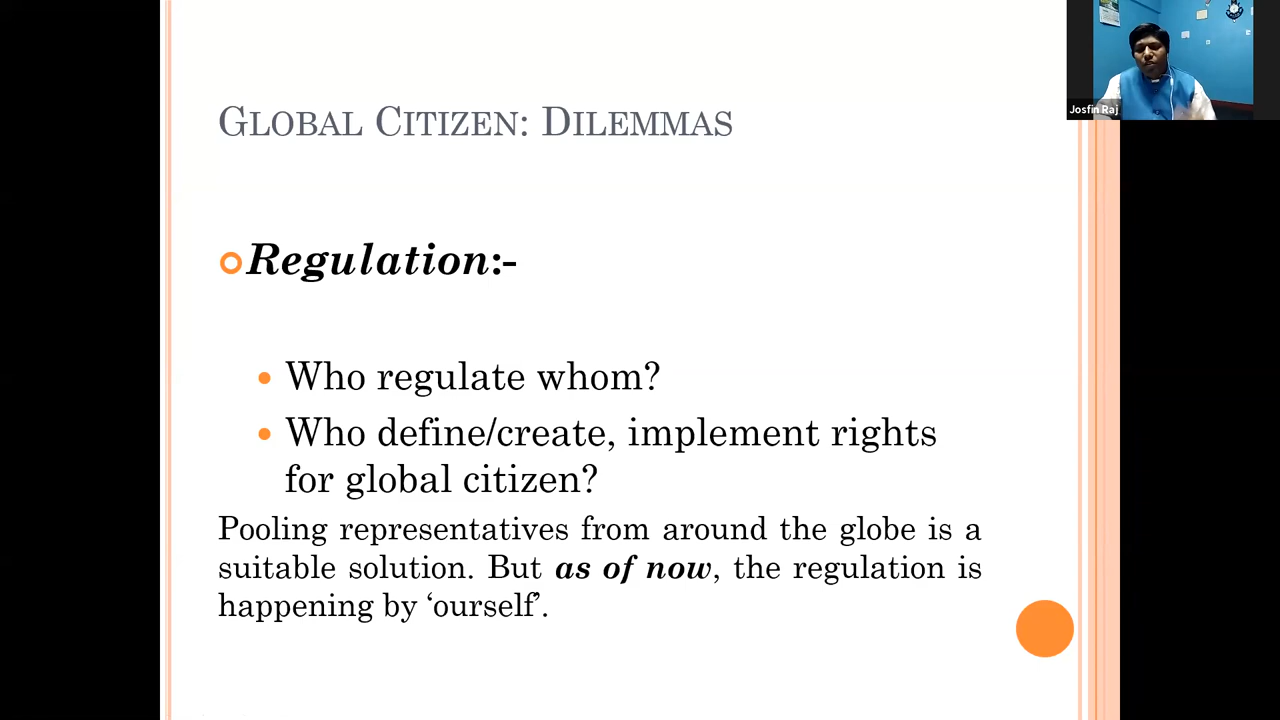 GLOBAL CITIZEN: DILEMMAS
Josfin Raj
Regulation:-
Who regulate whom?
Who define/create, implement rights
for global citizen?
Pooling representatives from around the globe is a
suitable solution. But as of now, the regulation is
happening by ‘ourself’.